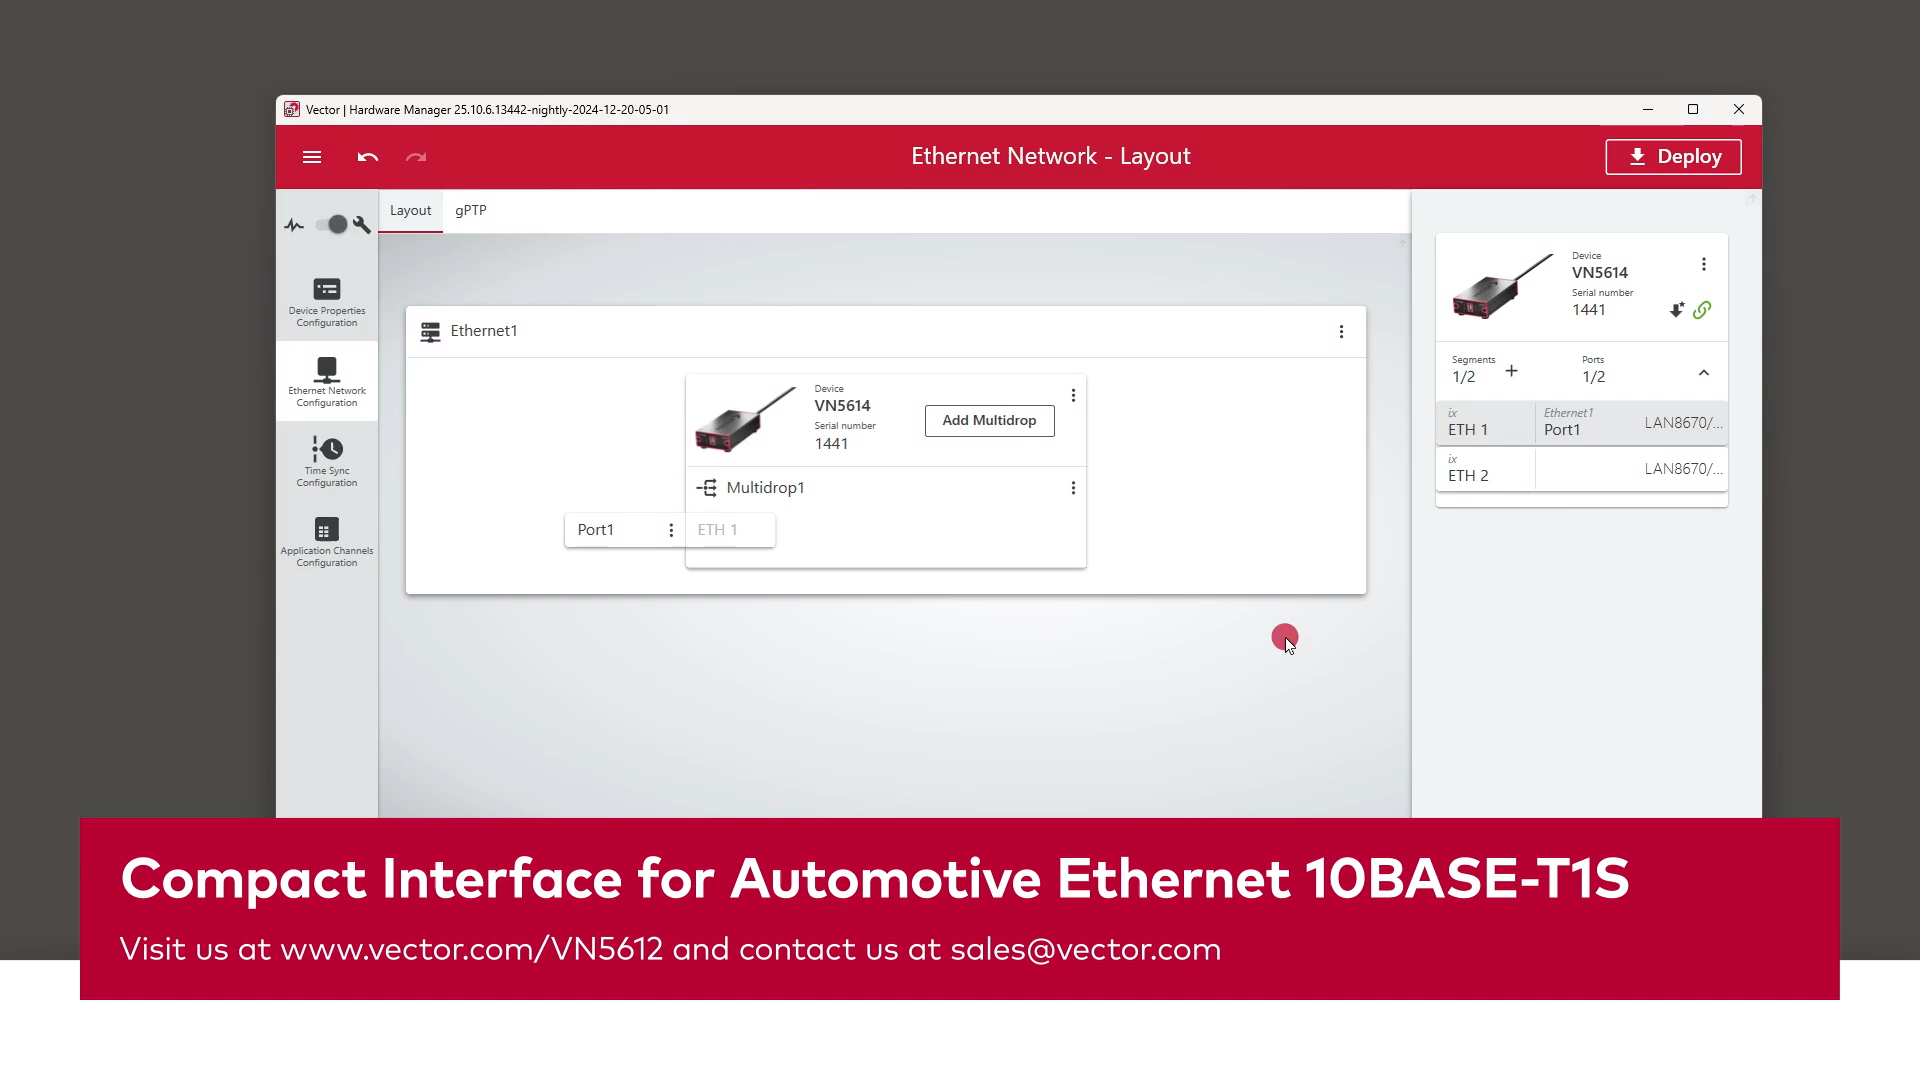 Vector | Hardware Manager 25.10.6.13442-nightly-2024-12-20-05-01
Ethernet Network - Layout
Deploy
Layout
gPTP
Device Properties
Configuration
Ethernet Network
Configuration
Time Sync
Configuration
Application Channels
Configuration
Ethernet1
Device
VN5614
Serial number
1441
Add Multidrop
Multidrop1
Port1
ETH 1
Device
VN5614
Serial number
1441
Segments
1/2
Ports
1/2
ix
ETH 1
Ethernet1
Port1
LAN8670/...
ix
ETH 2
LAN8670/...
Compact Interface for Automotive Ethernet 10BASE-T1S
Visit us at www.vector.com/VN5612 and contact us at sales@vector.com